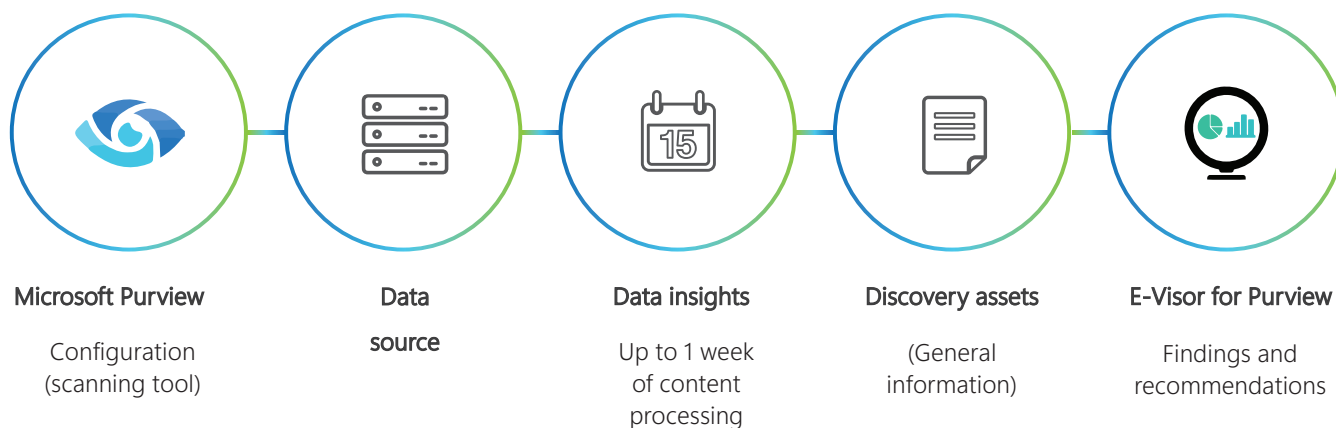 15
Microsoft Purview
Configuration
(scanning tool)
Data
source
Data insights
Up to 1 week
of content
processing
Discovery assets
(General
information)
E-Visor for Purview
Findings and
recommendations